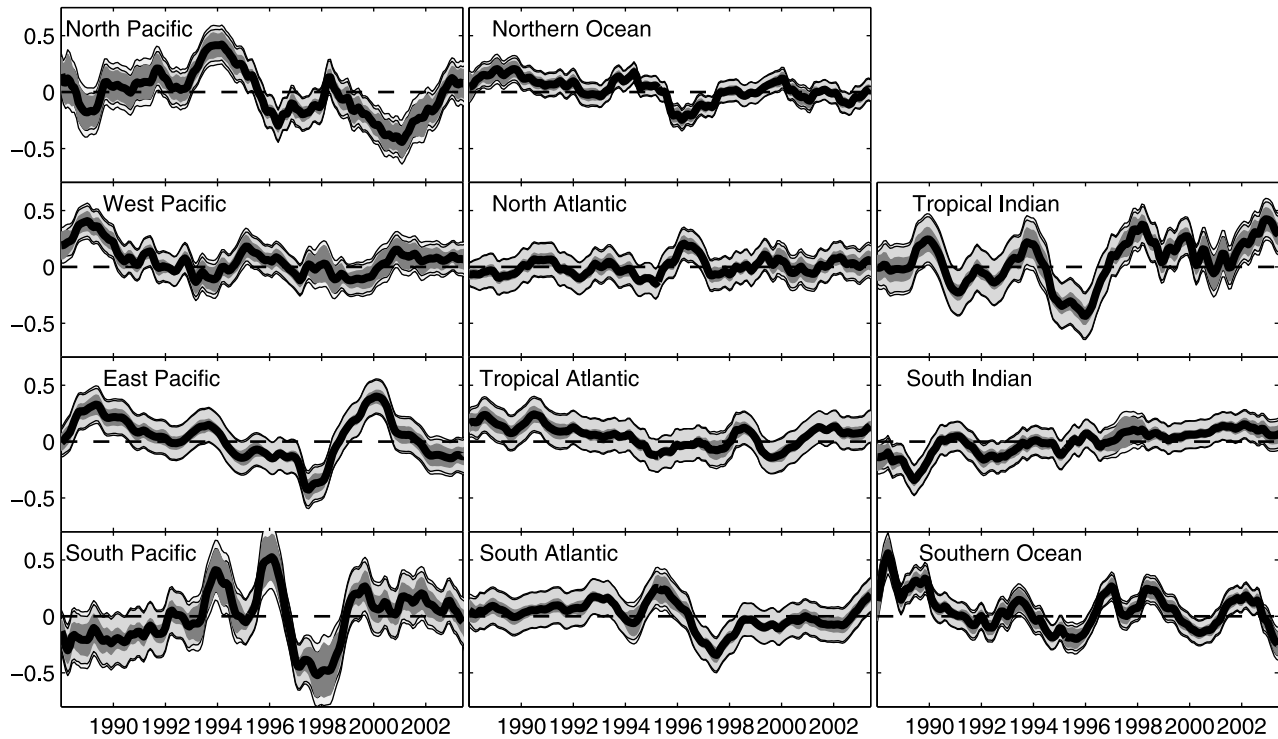 North Pacific
Northern Ocean
0.5
0
−0.5
West Pacific
North Atlantic
Tropical Indian
0.5
0
−0.5
East Pacific
Tropical Atlantic
South Indian
0.5
0
−0.5
South Pacific
South Atlantic
Southern Ocean
0.5
0
−0.5
1990 1992 1994 1996 1998 2000 2002
1990 1992 1994 1996 1998 2000 2002
1990 1992 1994 1996 1998 2000 2002